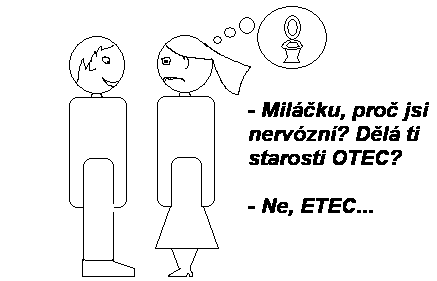 - Miláčku, proč jsi
nervózní? Dělá ti
starosti OTEC?
- Ne, ETEC...